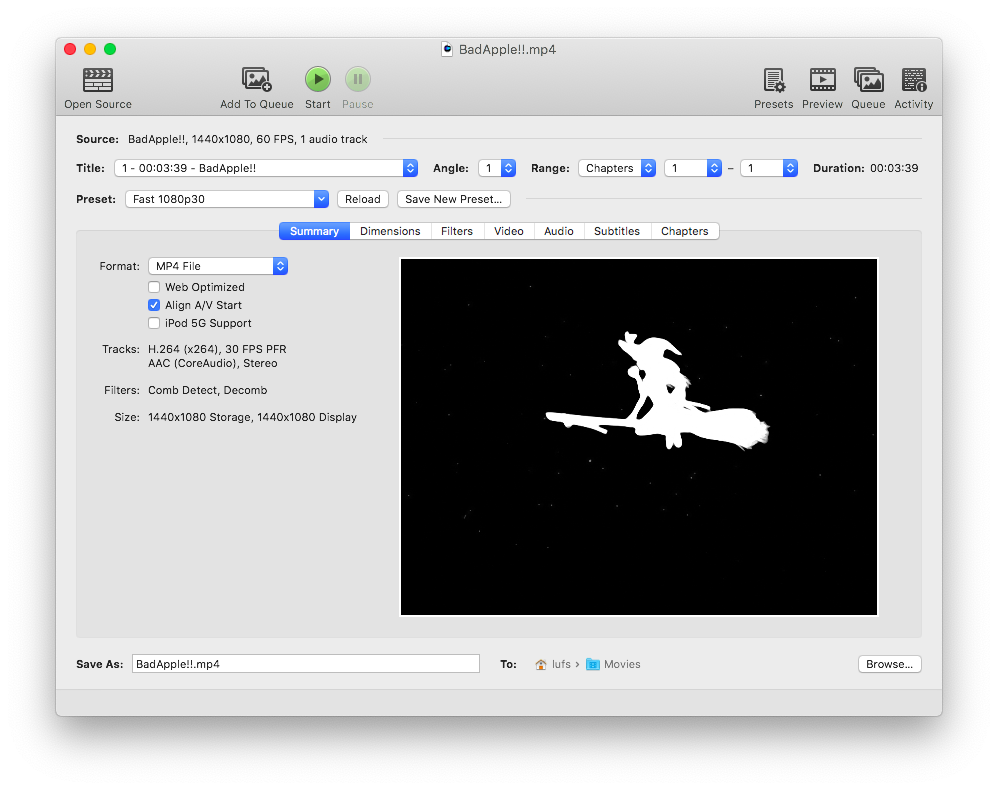 BadApple!!.mp4
Open Source Add To Queue Start Pause Presets Preview Queue Activity
Source: BadApple!!, 1440x1080, 60 FPS, 1 audio track
Title: 1 - 00:03:39 - BadApple!! Angle: 1 Range: Chapters 1 – 1 Duration: 00:03:39
Preset: Fast 1080p30 Reload Save New Preset...
Summary Dimensions Filters Video Audio Subtitles Chapters
Format: MP4 File
Web Optimized
Align A/V Start
iPod 5G Support
Tracks: H.264 (x264), 30 FPS PFR
AAC (CoreAudio), Stereo
Filters: Comb Detect, Decomb
Size: 1440x1080 Storage, 1440x1080 Display
Save As: BadApple!!.mp4 To: lufs › Movies Browse...